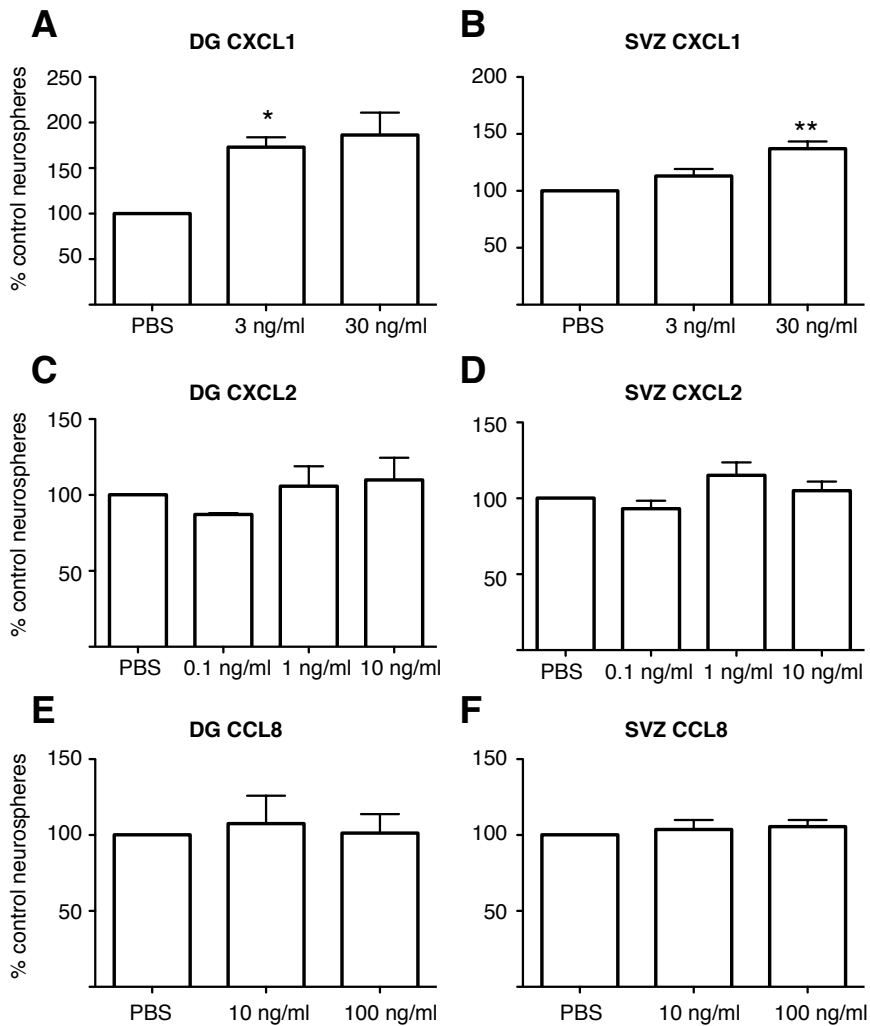 A
DG CXCL1
% control neurospheres
250
200
150
100
50
*
PBS
3 ng/ml
30 ng/ml
B
SVZ CXCL1
200
150
100
50
**
PBS
3 ng/ml
30 ng/ml
C
DG CXCL2
% control neurospheres
150
100
50
PBS
0.1 ng/ml
1 ng/ml
10 ng/ml
D
SVZ CXCL2
150
100
50
PBS
0.1 ng/ml
1 ng/ml
10 ng/ml
E
DG CCL8
% control neurospheres
150
100
50
PBS
10 ng/ml
100 ng/ml
F
SVZ CCL8
150
100
50
PBS
10 ng/ml
100 ng/ml